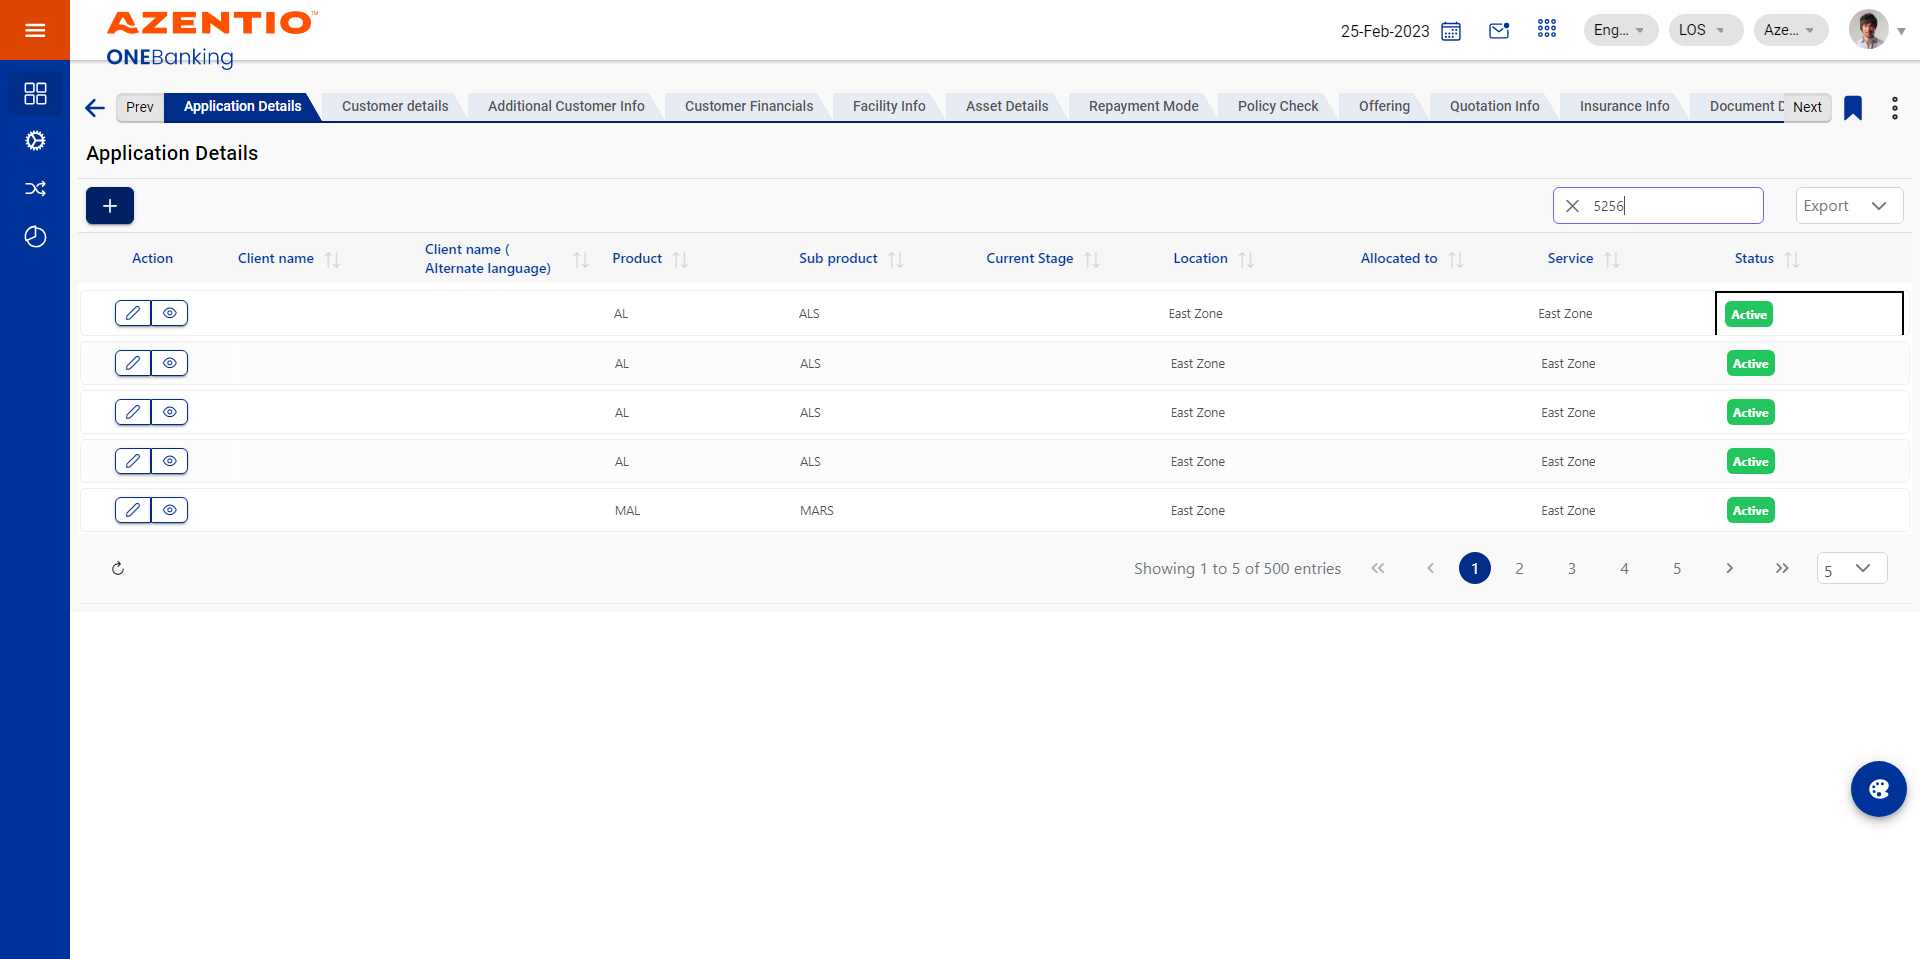 AZENTIO™
ONEBanking
25-Feb-2023
Eng...
LOS
Aze...
Prev
Application Details
Customer details
Additional Customer Info
Customer Financials
Facility Info
Asset Details
Repayment Mode
Policy Check
Offering
Quotation Info
Insurance Info
Document D
Next
Application Details
5256
Export
Action
Client name
Client name (
Alternate language)
Product
Sub product
Current Stage
Location
Allocated to
Service
Status
AL ALS East Zone East Zone Active
AL ALS East Zone East Zone Active
AL ALS East Zone East Zone Active
AL ALS East Zone East Zone Active
MAL MARS East Zone East Zone Active
Showing 1 to 5 of 500 entries
1 2 3 4 5
5